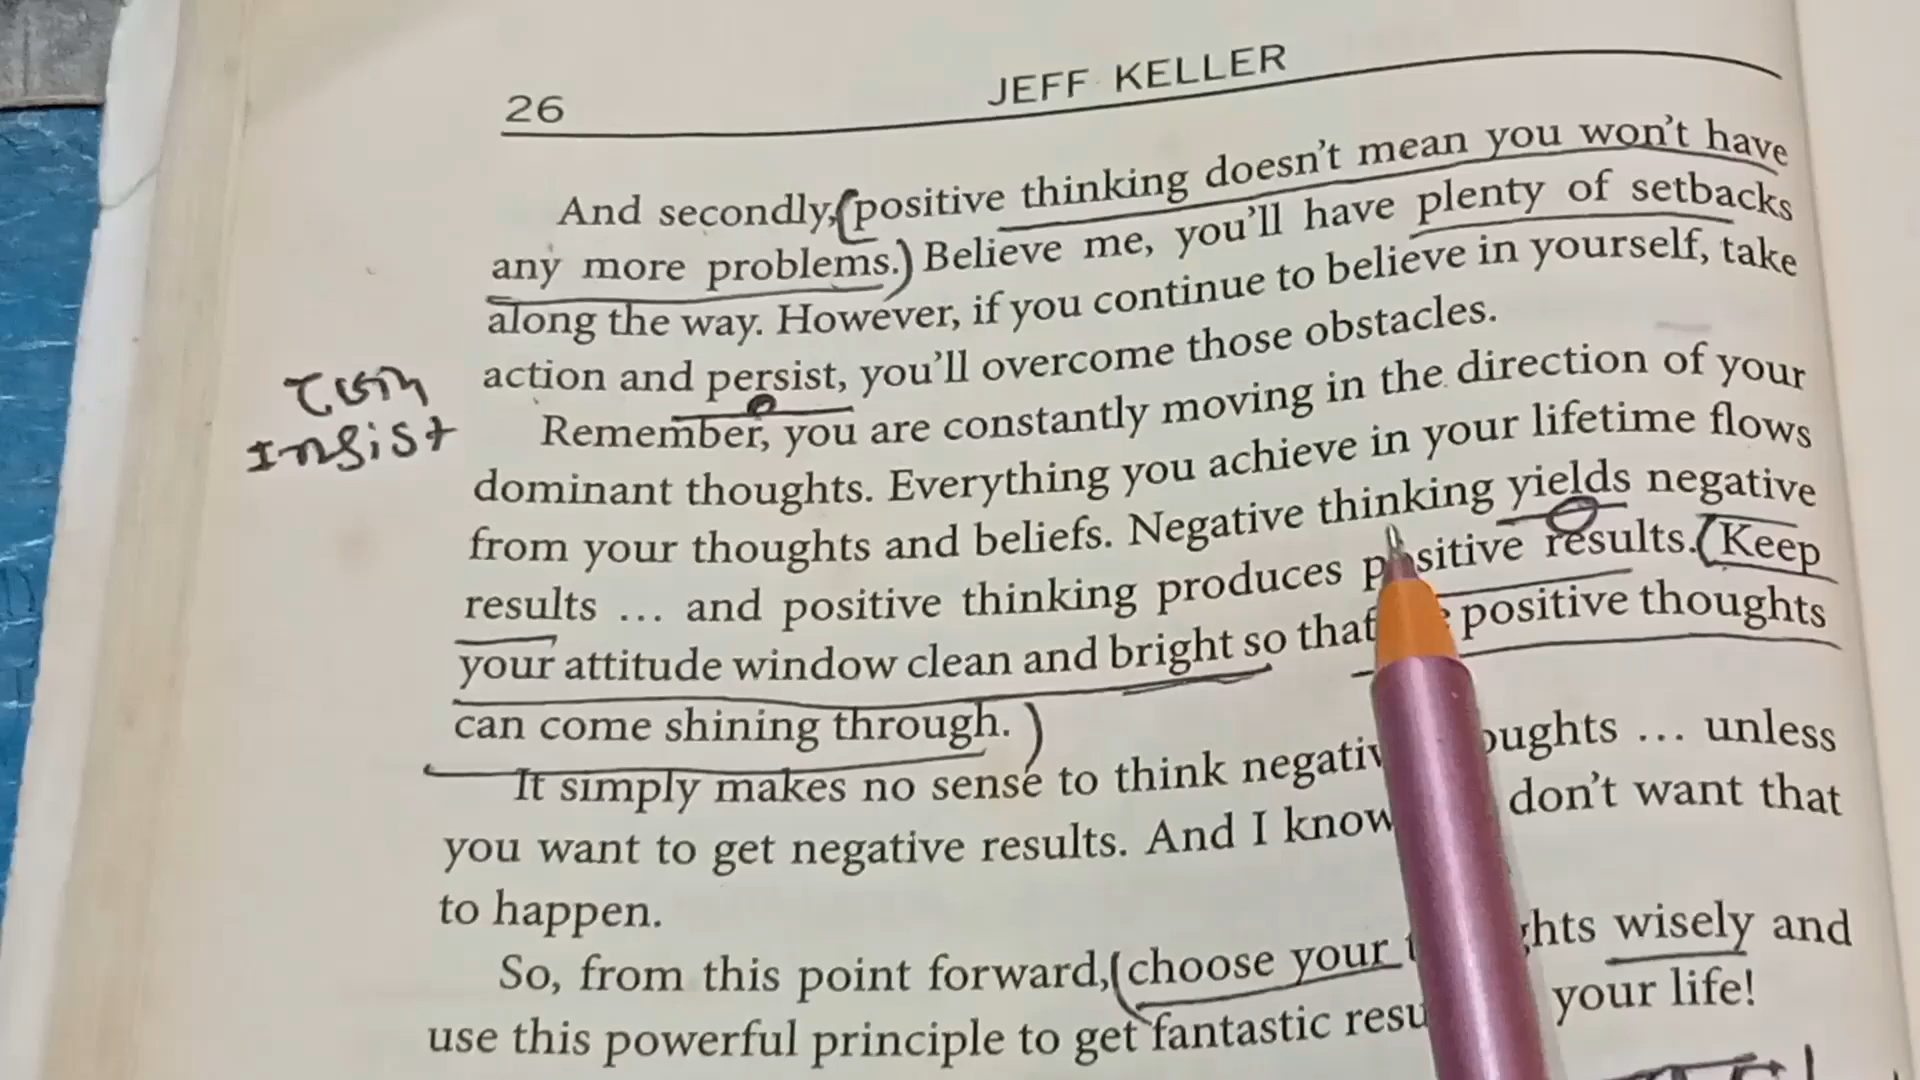 26
JEFF KELLER
And secondly, (positive thinking doesn't mean you won't have
any more problems.) Believe me, you'll have plenty of setbacks
along the way. However, if you continue to believe in yourself, take
action and persist, you'll overcome those obstacles.
Insist
Remember, you are constantly moving in the direction of your
dominant thoughts. Everything you achieve in your lifetime flows
from your thoughts and beliefs. Negative thinking yields negative
results ... and positive thinking produces positive results. (Keep
your attitude window clean and bright so that positive thoughts
can come shining through.)
It simply makes no sense to think ... unless
you want to get negative results. And I know don't want that
to happen.
So, from this point forward, (choose your wisely and
use this powerful principle to get fantastic your life!